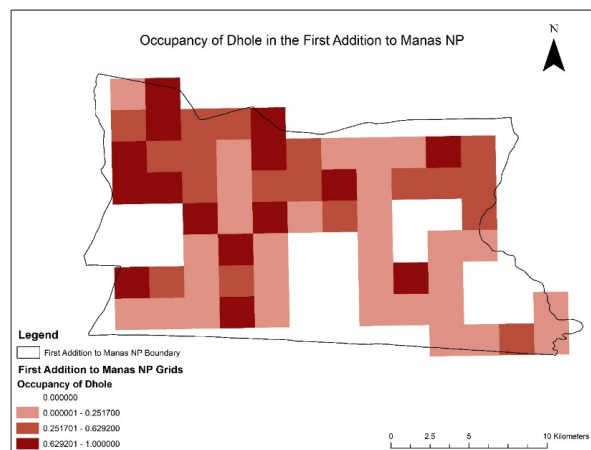 Occupancy of Dhole in the First Addition to Manas NP
N
Legend
First Addition to Manas NP Boundary
First Addition to Manas NP Grids
Occupancy of Dhole
0.000000
0.000001 - 0.251700
0.251701 - 0.629200
0.629201 - 1.000000
0 2.5 5 10 Kilometers